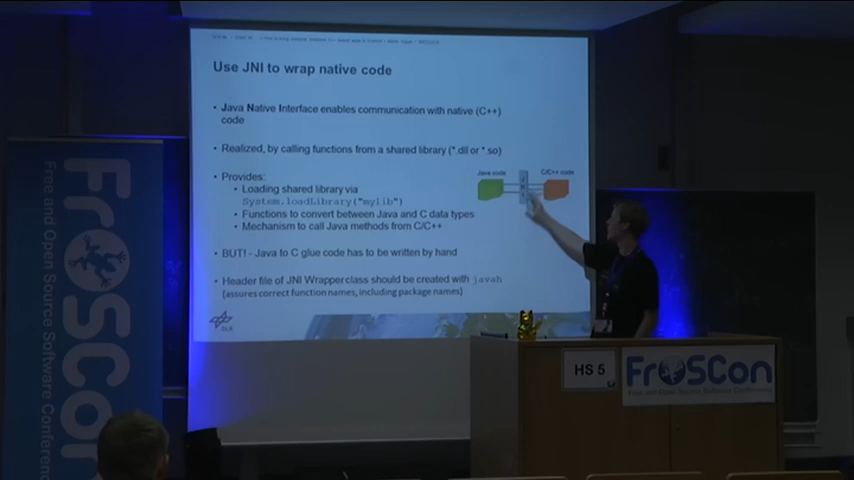 Use JNI to wrap native code
• Java Native Interface enables communication with native (C++)
code
• Realized, by calling functions from a shared library (*.dll or *.so)
• Provides:
• Loading shared library via
System.loadLibrary("mylib")
• Functions to convert between Java and C data types
• Mechanism to call Java methods from C/C++
• BUT! - Java to C glue code has to be written by hand
• Header file of JNI Wrapperclass should be created with javah
(assures correct function names, including package names)
Java code
C/C++ code
DLR
FrOSCon
Free and Open Source Software Conference
HS 5
FrOSCon
Free and Open Source Software Conference